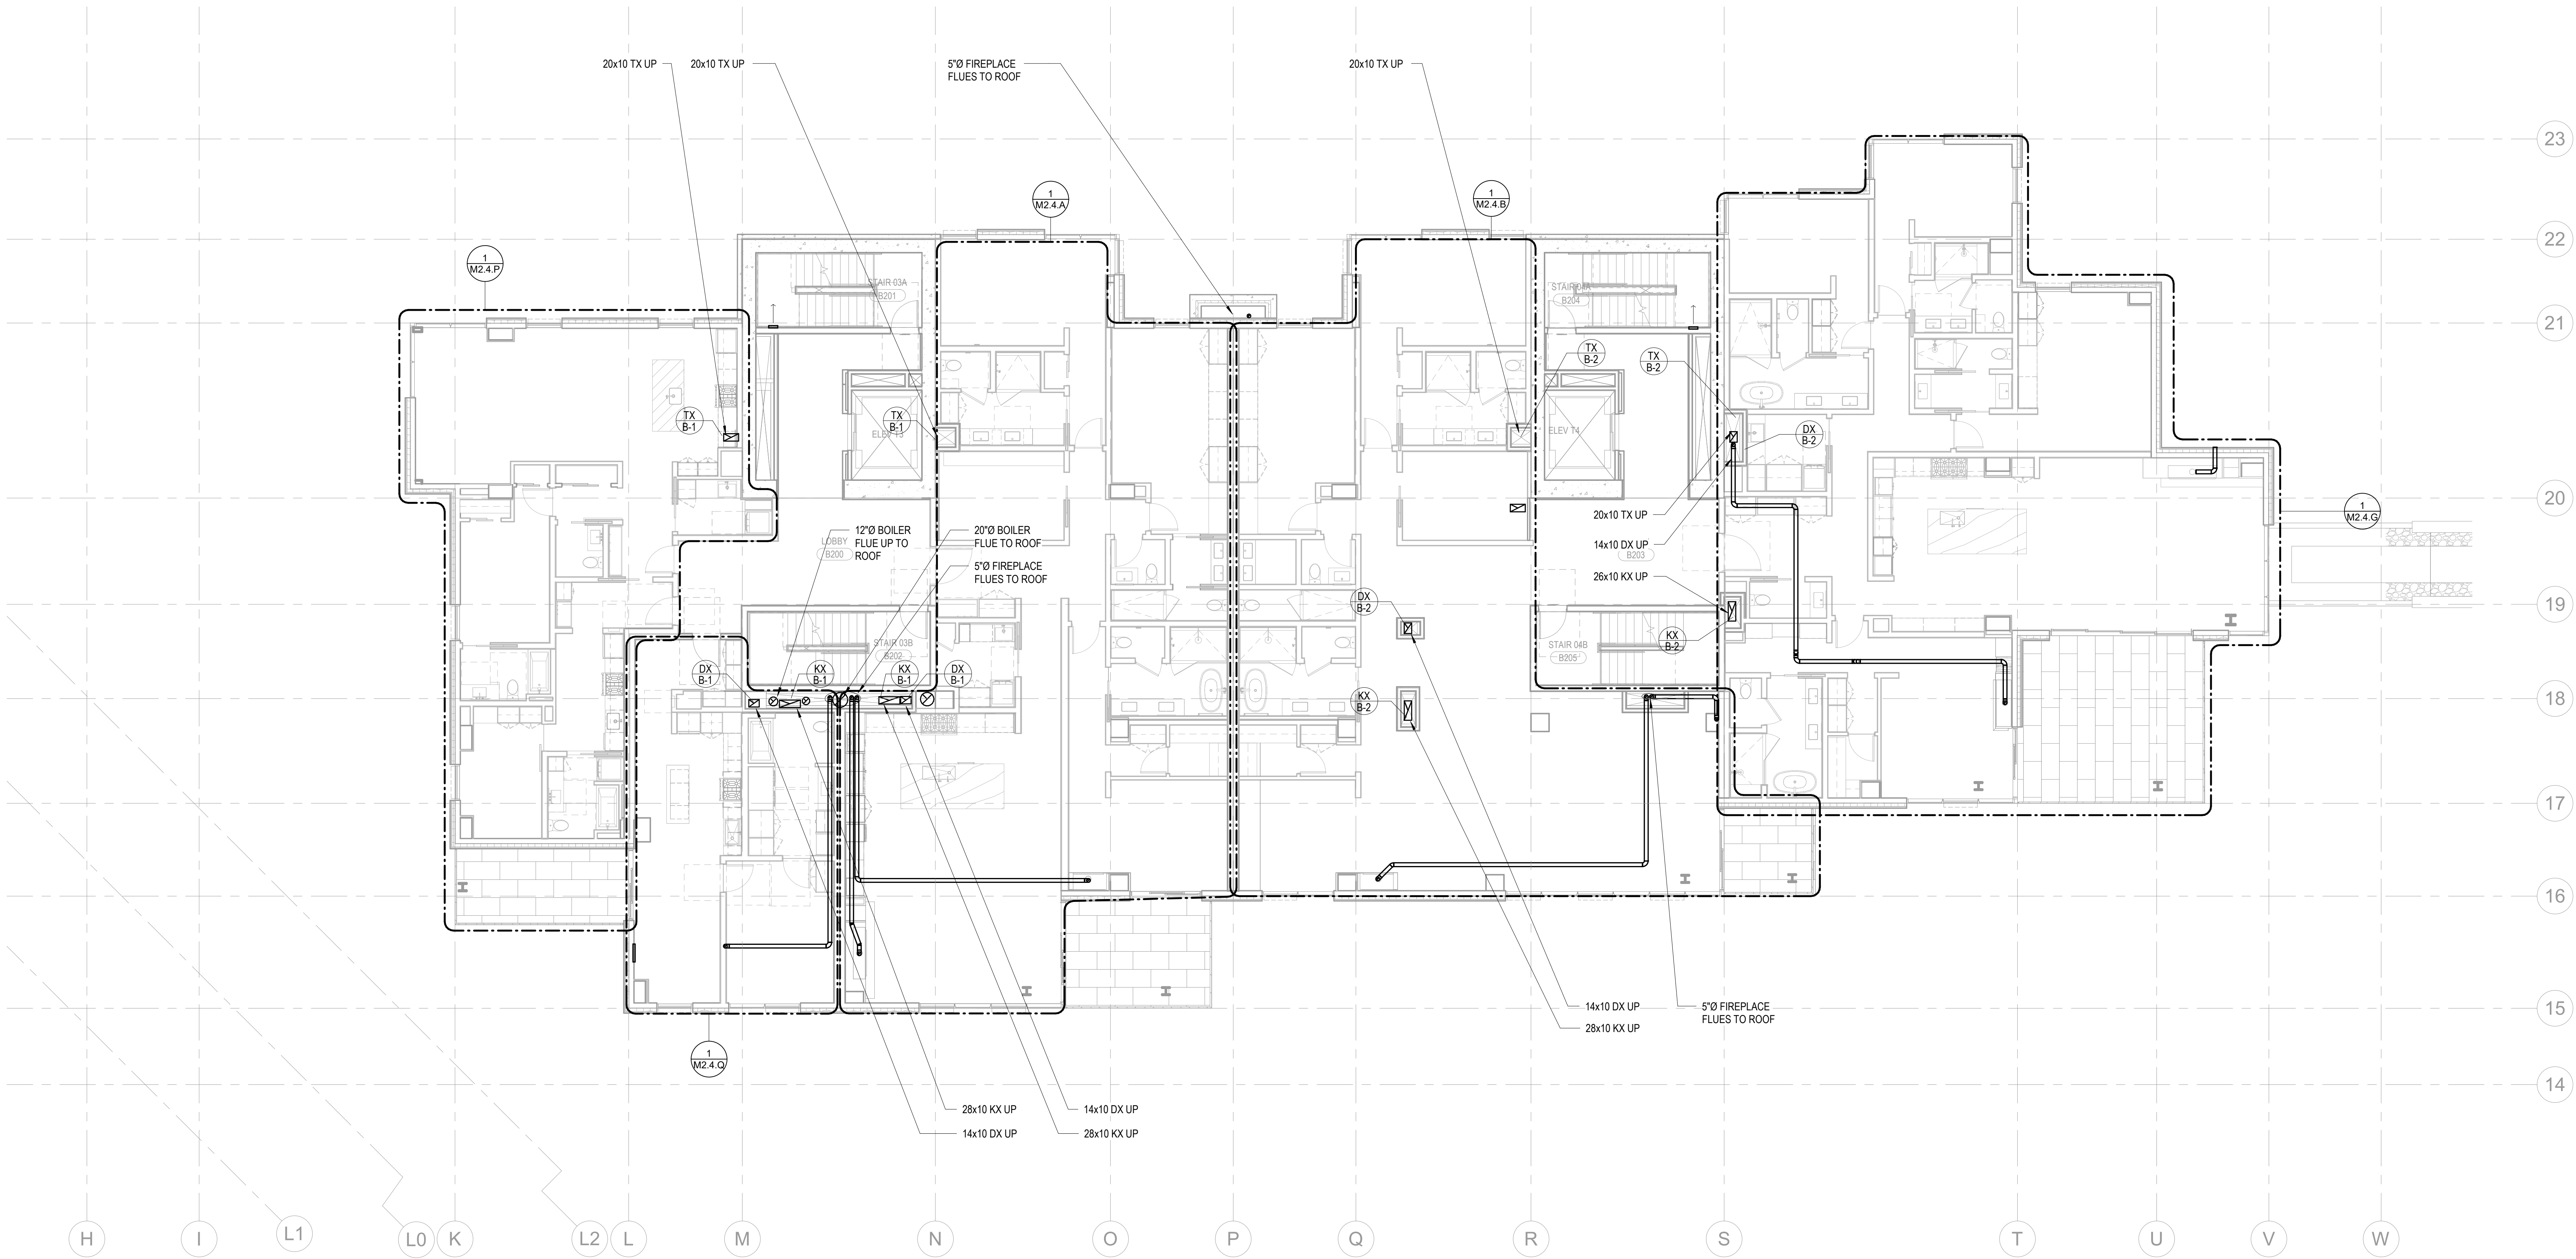 20x10 TX UP
20x10 TX UP
5"Ø FIREPLACE
FLUES TO ROOF
20x10 TX UP
23
1
M2.4.A
1
M2.4.B
22
1
M2.4.P
STAIR 03A
B201
STAIR 04A
B204
21
TX
B-2
TX
B-2
TX
B-1
TX
B-1
ELEV T3
ELEV T4
DX
B-2
20
1
M2.4.G
20x10 TX UP
12"Ø BOILER
FLUE UP TO
ROOF
20"Ø BOILER
FLUE TO ROOF
LOBBY
B200
14x10 DX UP
B203
5"Ø FIREPLACE
FLUES TO ROOF
26x10 KX UP
DX
B-2
19
STAIR 03B
B202
STAIR 04B
B205
KX
B-2
DX
B-1
KX
B-1
KX
B-1
DX
B-1
KX
B-2
18
17
16
14x10 DX UP
28x10 KX UP
5"Ø FIREPLACE
FLUES TO ROOF
15
1
M2.4.Q
14
28x10 KX UP
14x10 DX UP
14x10 DX UP
28x10 KX UP
H
I
L1
L0
K
L2
L
M
N
O
P
Q
R
S
T
U
V
W